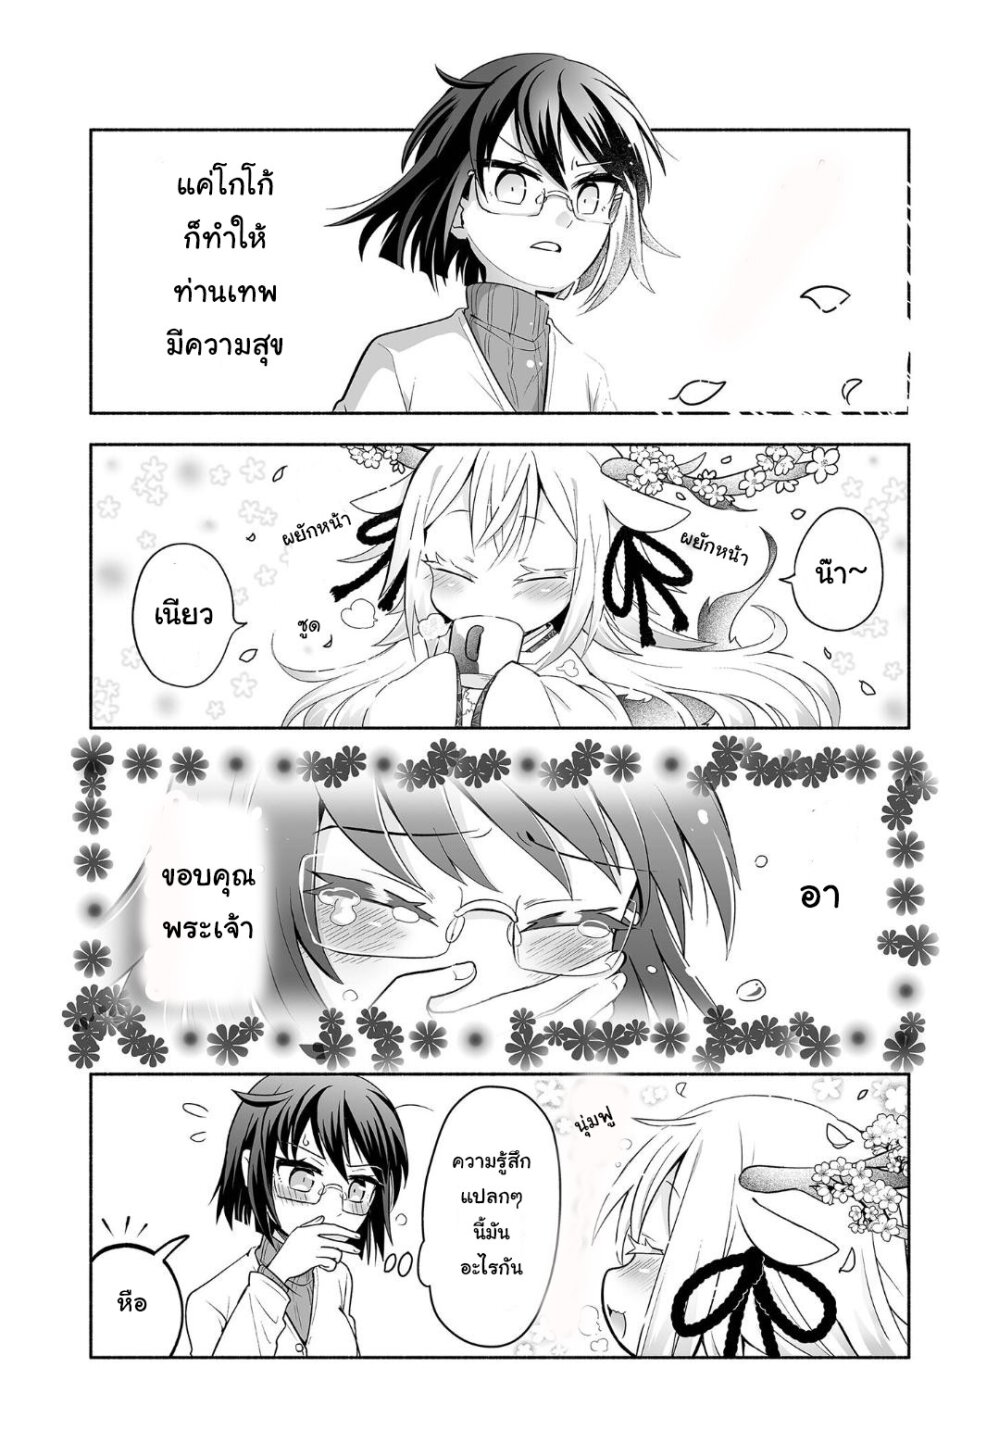 แค่โกโก้
ก็ทำให้
ท่านเทพ
มีความสุข
น๊า~
ผยักหน้า
ผยักหน้า
ซูด
เนียว
อา
ขอบคุณ
พระเจ้า
นุ่มฟู
ความรู้สึก
แปลกๆ
นี้มัน
อะไรกัน
หือ